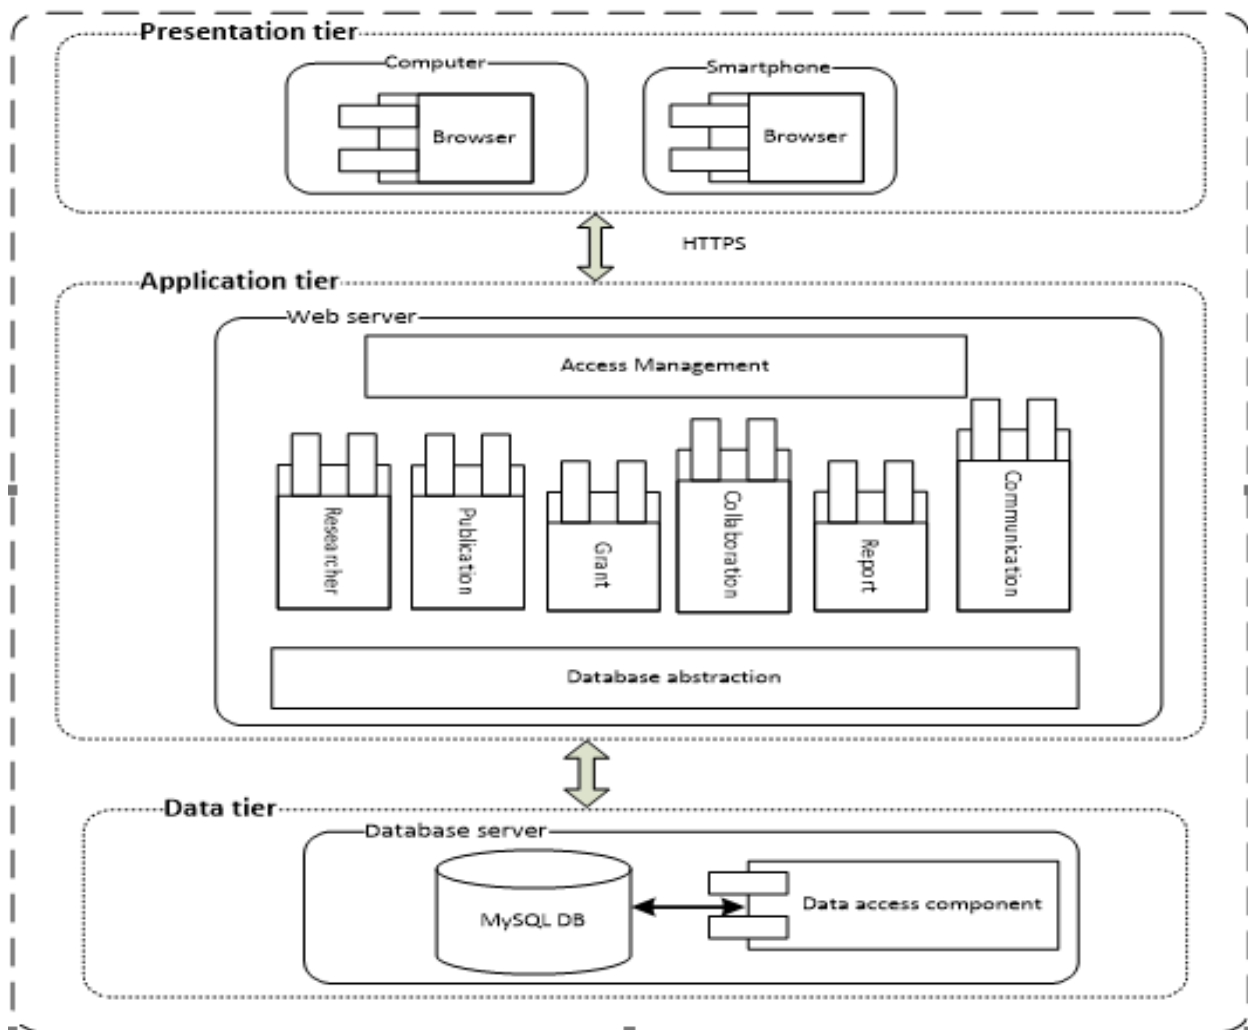 Presentation tier
Computer
Smartphone
Browser
Browser
HTTPS
Application tier
Web server
Access Management
Researcher
Publication
Grant
Collaboration
Report
Communication
Database abstraction
Data tier
Database server
MySQL DB
Data access component